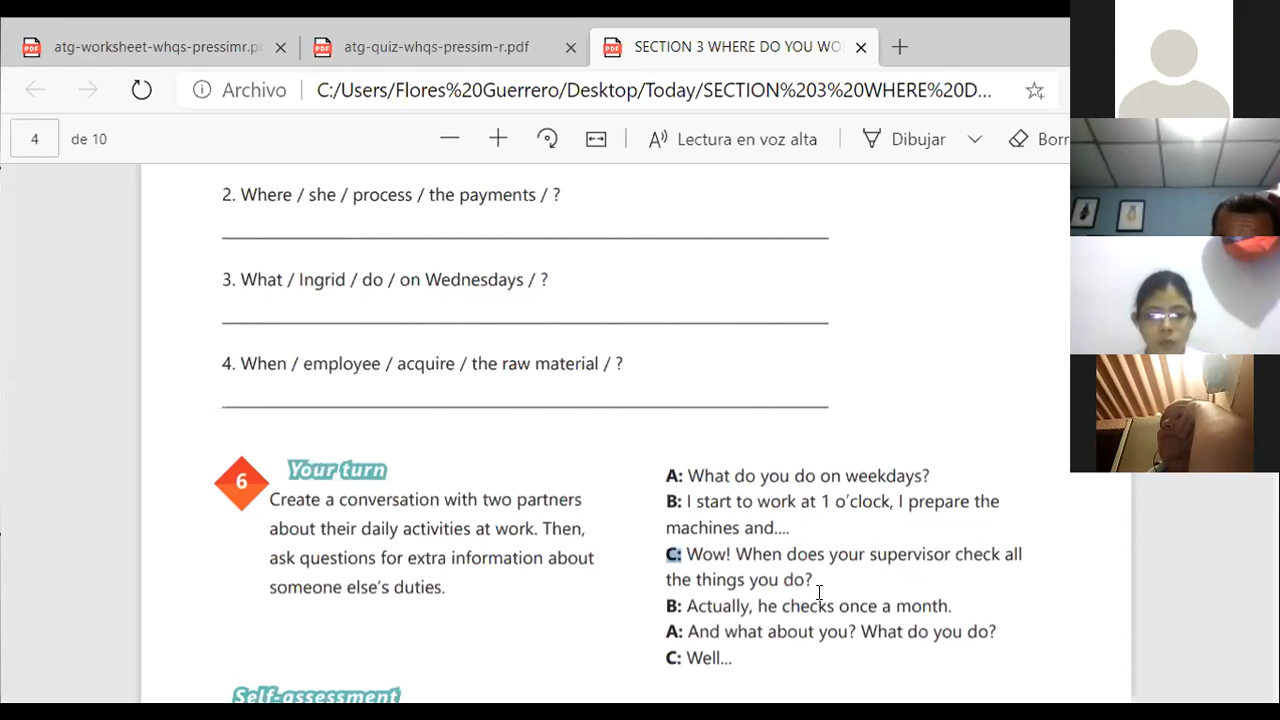 atg-worksheet-whqs-pressimr.p
atg-quiz-whqs-pressim-r.pdf
SECTION 3 WHERE DO YOU WO
Archivo
C:/Users/Flores%20Guerrero/Desktop/Today/SECTION%203%20WHERE%20D...
4
de 10
Lectura en voz alta
Dibujar
Bor
2. Where / she / process / the payments / ?
3. What / Ingrid / do / on Wednesdays / ?
4. When / employee / acquire / the raw material / ?
6
Your turn
Create a conversation with two partners
about their daily activities at work. Then,
ask questions for extra information about
someone else's duties.
A: What do you do on weekdays?
B: I start to work at 1 o'clock, I prepare the
machines and....
C: Wow! When does your supervisor check all
the things you do?
B: Actually, he checks once a month.
A: And what about you? What do you do?
C: Well...
Self-assessment